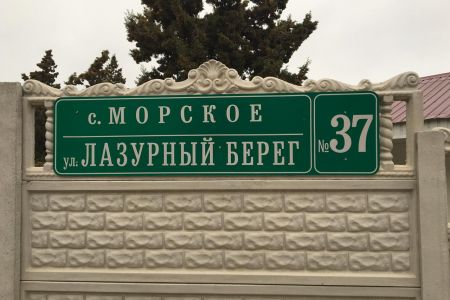 с. МОРСКОЕ
ул. ЛАЗУРНЫЙ БЕРЕГ
№ 37